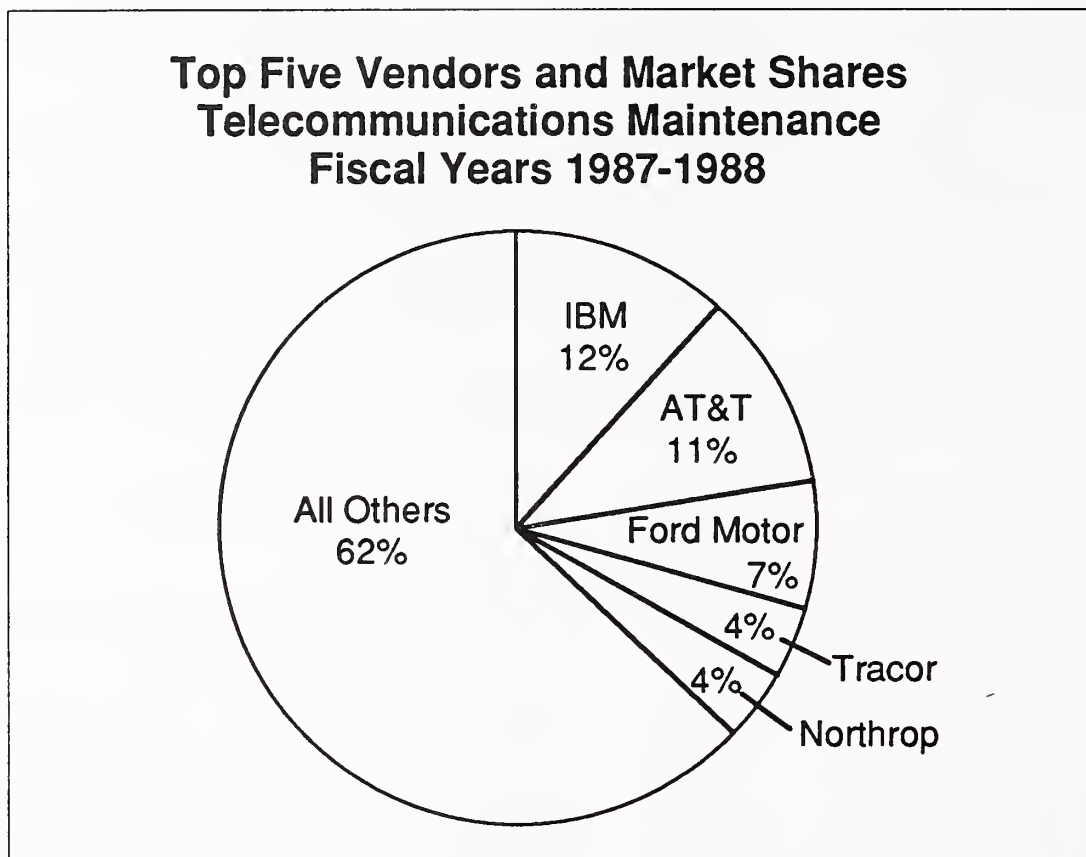 Top Five Vendors and Market Shares
Telecommunications Maintenance
Fiscal Years 1987-1988
IBM
12%
AT&T
11%
Ford Motor
7%
4%
Tracor
4%
Northrop
All Others
62%